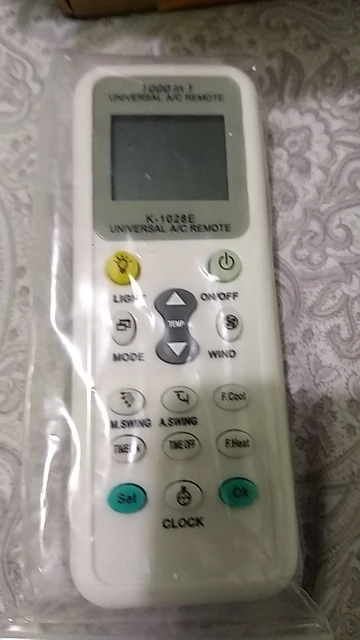 1000 in 1
UNIVERSAL A/C REMOTE
K-1028E
UNIVERSAL A/C REMOTE
LIGHT
ON/OFF
TEMP
MODE
WIND
F.Cool
M.SWING
A.SWING
TIME ON
TIME OFF
F.Heat
Set
Ok
CLOCK